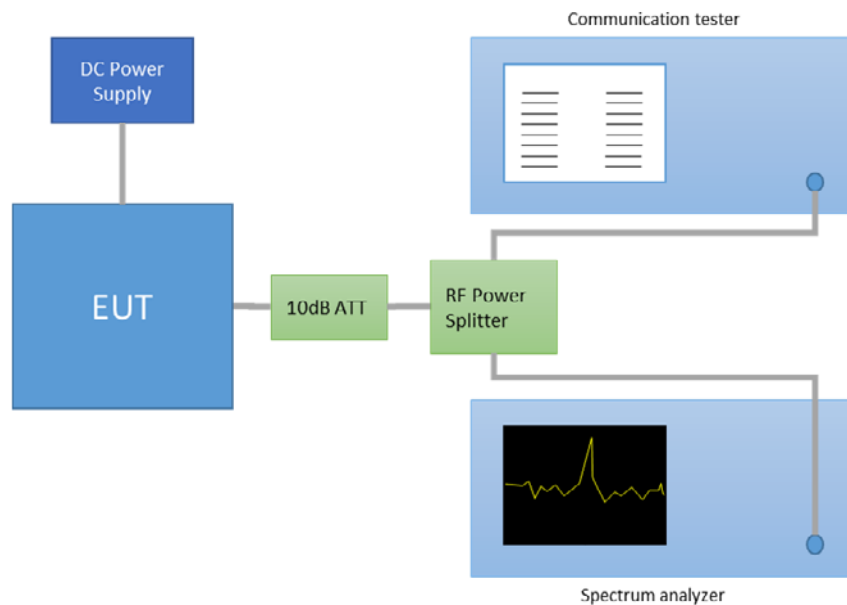 Communication tester
DC Power
Supply
EUT
10dB ATT
RF Power
Splitter
Spectrum analyzer